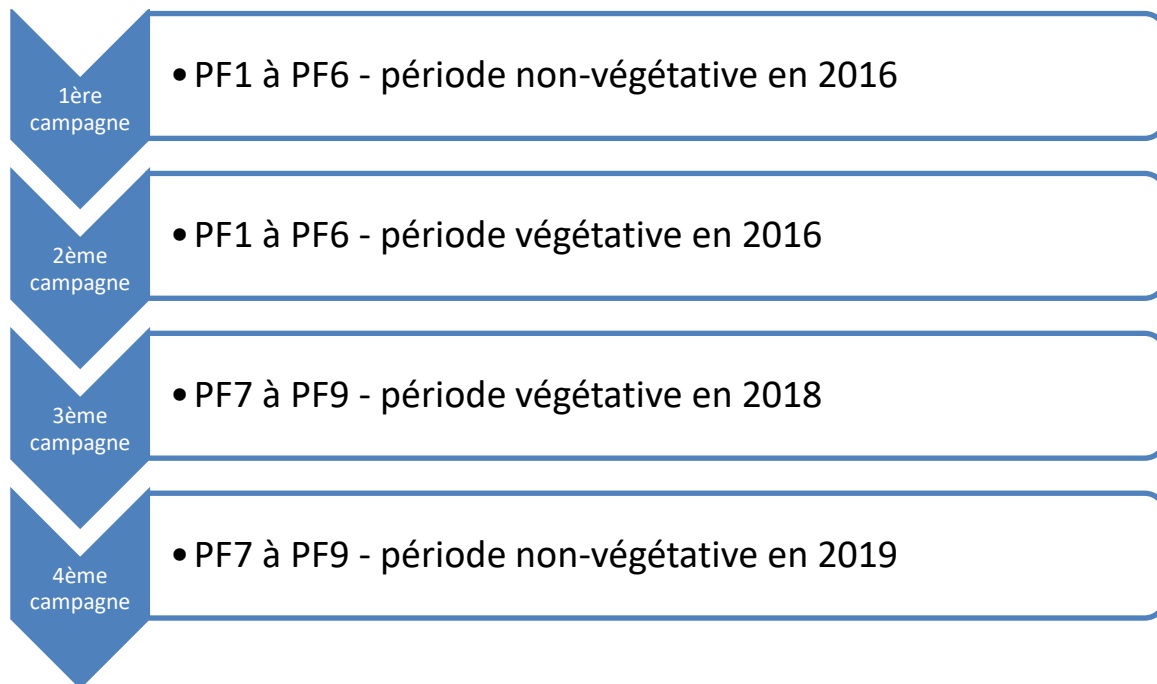 1ère
campagne
•PF1 à PF6 - période non-végétative en 2016
2ème
campagne
•PF1 à PF6 - période végétative en 2016
3ème
campagne
•PF7 à PF9 - période végétative en 2018
4ème
campagne
•PF7 à PF9 - période non-végétative en 2019